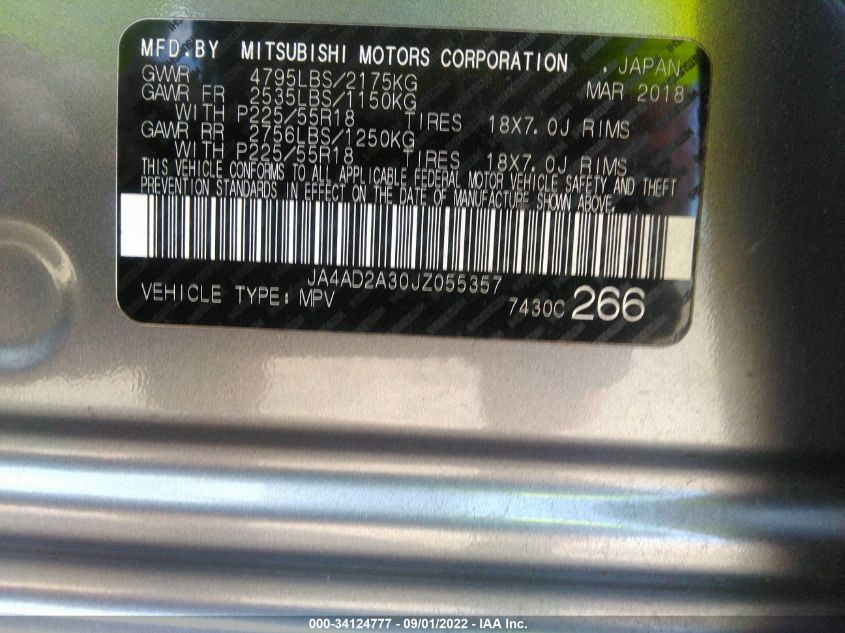 MFD.BY MITSUBISHI MOTORS CORPORATION , JAPAN
GVWR 4795LBS/2175KG MAR 2018
GAWR FR 2535LBS/1150KG
WITH P225/55R18 TIRES 18X7.0J RIMS
GAWR RR 2756LBS/1250KG
WITH P225/55R18 TIRES 18X7.0J RIMS
THIS VEHICLE CONFORMS TO ALL APPLICABLE FEDERAL MOTOR VEHICLE SAFETY AND THEFT
PREVENTION STANDARDS IN EFFECT ON THE DATE OF MANUFACTURE SHOWN ABOVE.
JA4AD2A30JZ055357
VEHICLE TYPE: MPV 7430C 266
000-34124777 - 09/01/2022 - IAA Inc.